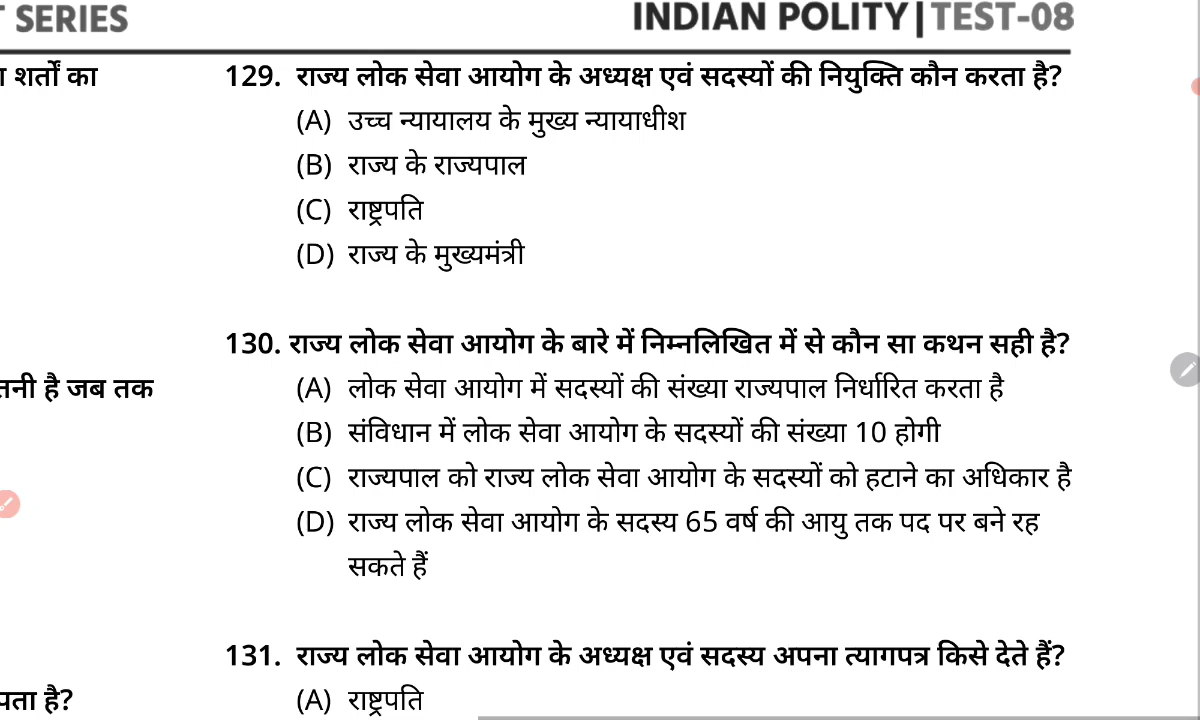 SERIES
INDIAN POLITY|TEST-08
शर्तों का
तनी है जब तक
पता है?
129. राज्य लोक सेवा आयोग के अध्यक्ष एवं सदस्यों की नियुक्ति कौन करता है?
(A) उच्च न्यायालय के मुख्य न्यायाधीश
(B) राज्य के राज्यपाल
(C) राष्ट्रपति
(D) राज्य के मुख्यमंत्री
130. राज्य लोक सेवा आयोग के बारे में निम्नलिखित में से कौन सा कथन सही है?
(A) लोक सेवा आयोग में सदस्यों की संख्या राज्यपाल निर्धारित करता है
(B) संविधान में लोक सेवा आयोग के सदस्यों की संख्या 10 होगी
(C) राज्यपाल को राज्य लोक सेवा आयोग के सदस्यों को हटाने का अधिकार है
(D) राज्य लोक सेवा आयोग के सदस्य 65 वर्ष की आयु तक पद पर बने रह
सकते हैं
131. राज्य लोक सेवा आयोग के अध्यक्ष एवं सदस्य अपना त्यागपत्र किसे देते हैं?
(A) राष्ट्रपति